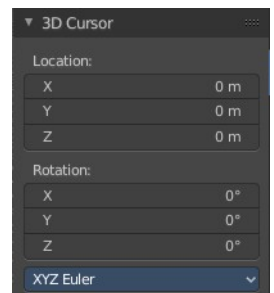 3D Cursor
Location:
X 0 m
Y 0 m
Z 0 m
Rotation:
X 0°
Y 0°
Z 0°
XYZ Euler